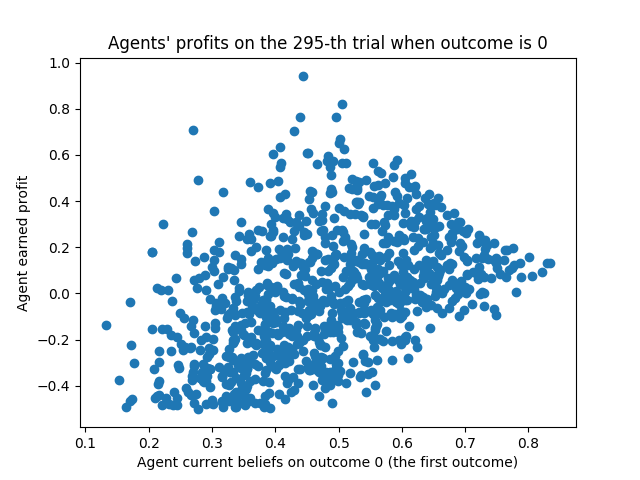 Agents' profits on the 295-th trial when outcome is 0
1.0
0.8
0.6
0.4
0.2
0.0
−0.2
−0.4
Agent earned profit
0.1 0.2 0.3 0.4 0.5 0.6 0.7 0.8
Agent current beliefs on outcome 0 (the first outcome)